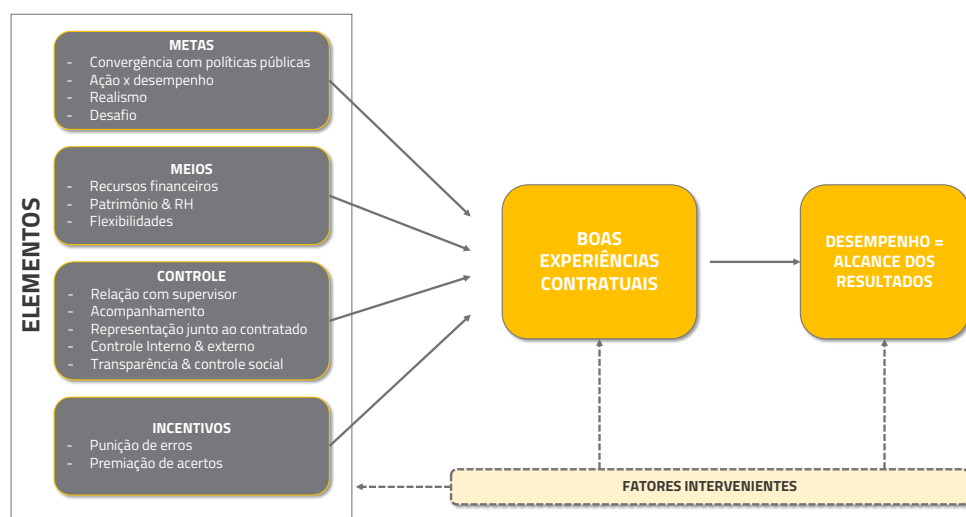 ELEMENTOS
METAS
- Convergência com políticas públicas
- Ação x desempenho
- Realismo
- Desafio
MEIOS
- Recursos financeiros
- Patrimônio & RH
- Flexibilidades
CONTROLE
- Relação com supervisor
- Acompanhamento
- Representação junto ao contratado
- Controle Interno & externo
- Transparência & controle social
INCENTIVOS
- Punição de erros
- Premiação de acertos
BOAS
EXPERIÊNCIAS
CONTRATUAIS
DESEMPENHO =
ALCANCE DOS
RESULTADOS
FATORES INTERVENIENTES